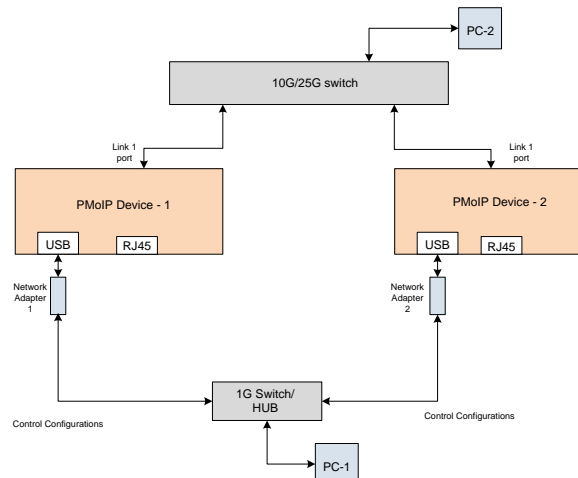 PC-2
10G/25G switch
Link 1
port
Link 1
port
PMoIP Device - 1
PMoIP Device - 2
USB
RJ45
USB
RJ45
Network
Adapter
1
Network
Adapter
2
1G Switch/
HUB
Control Configurations
Control Configurations
PC-1